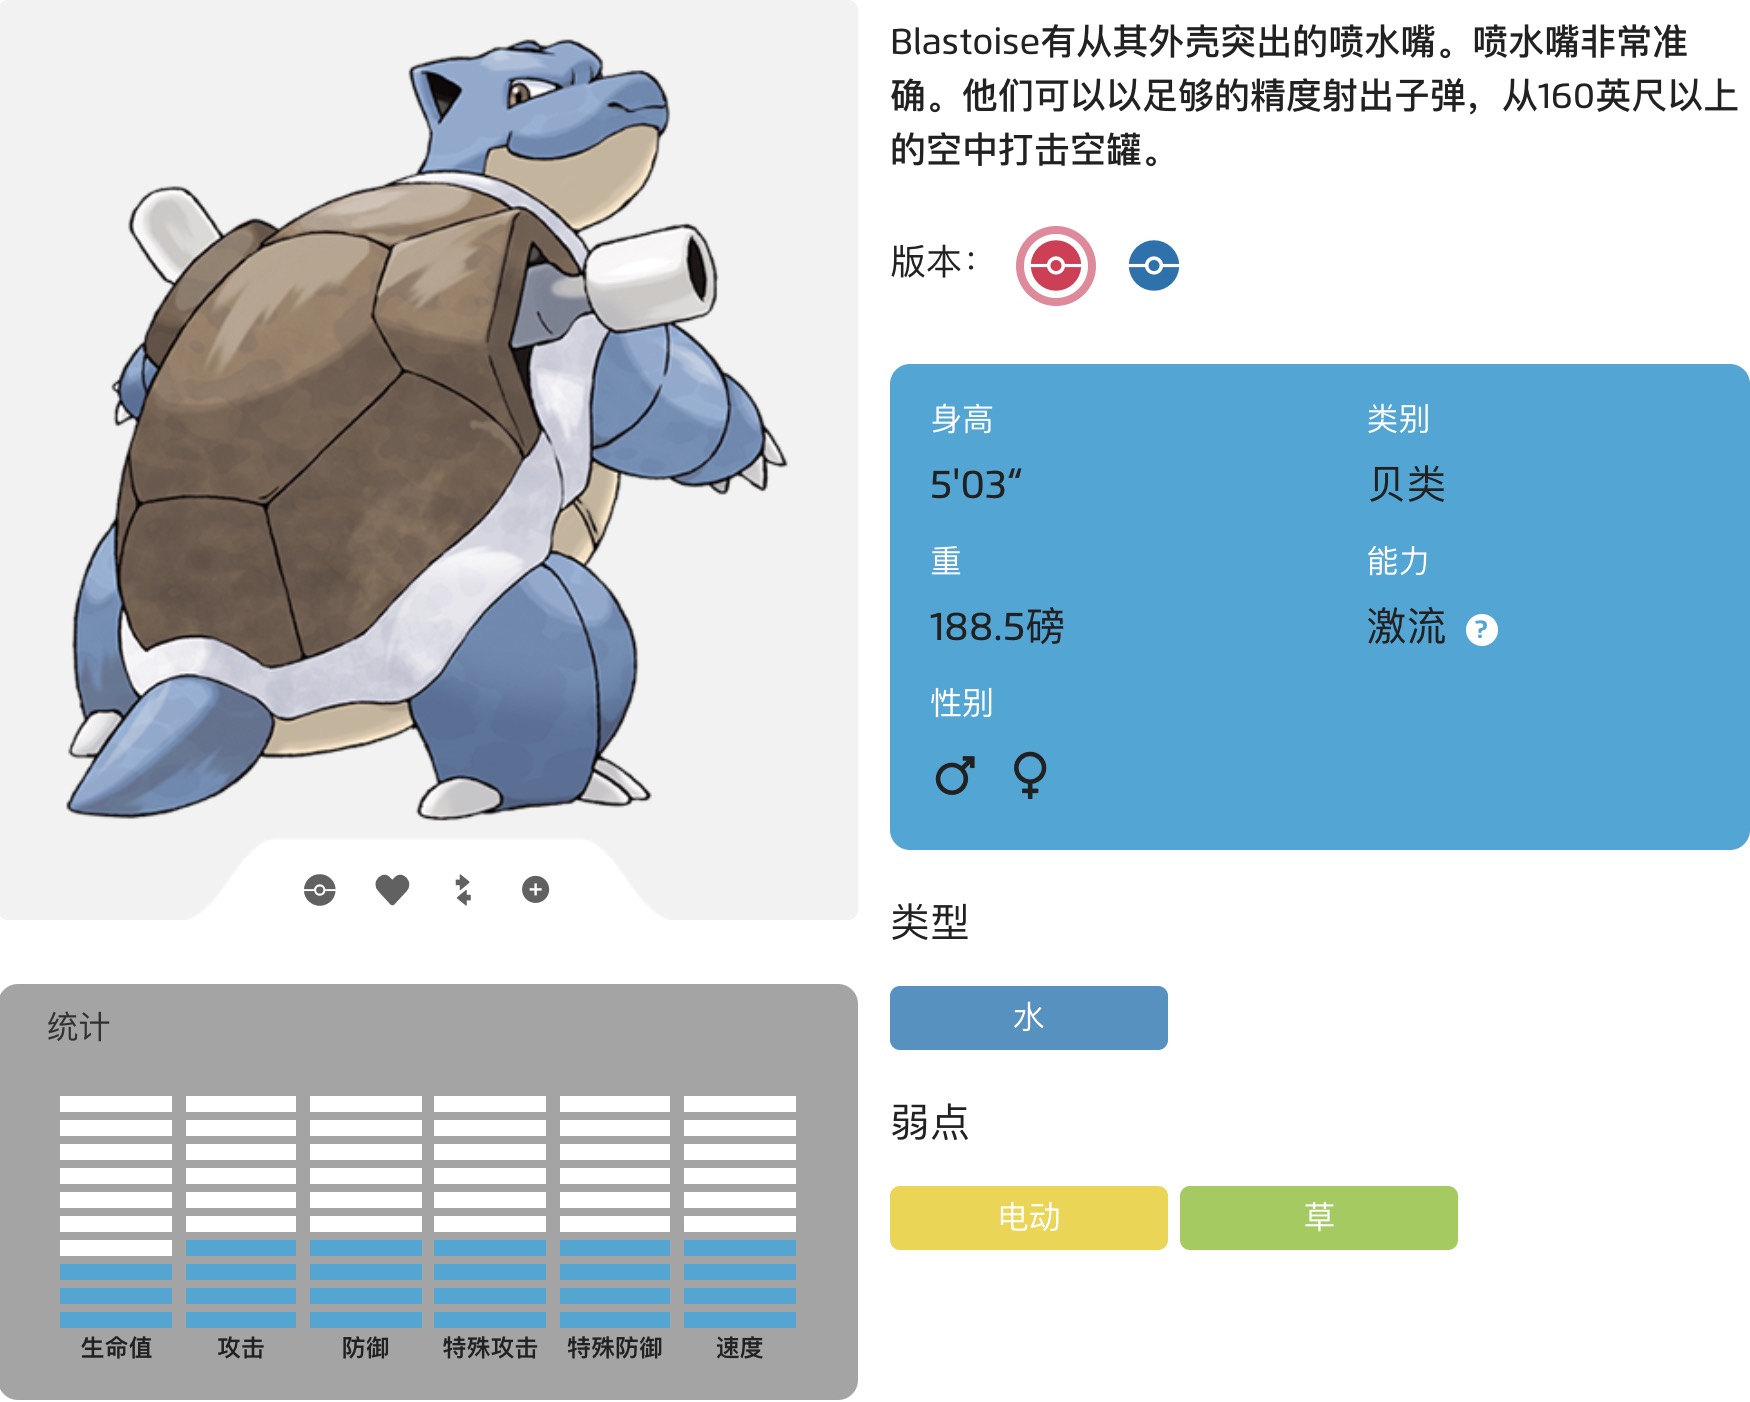 Blastoise有从其外壳突出的喷水嘴。喷水嘴非常准
确。他们可以以足够的精度射出子弹，从160英尺以上
的空中打击空罐。
版本：
身高
5'03“
类别
贝类
重
188.5磅
能力
激流 ?
性别
♂ ♀
类型
水
弱点
电动 草
统计
生命值 攻击 防御 特殊攻击 特殊防御 速度